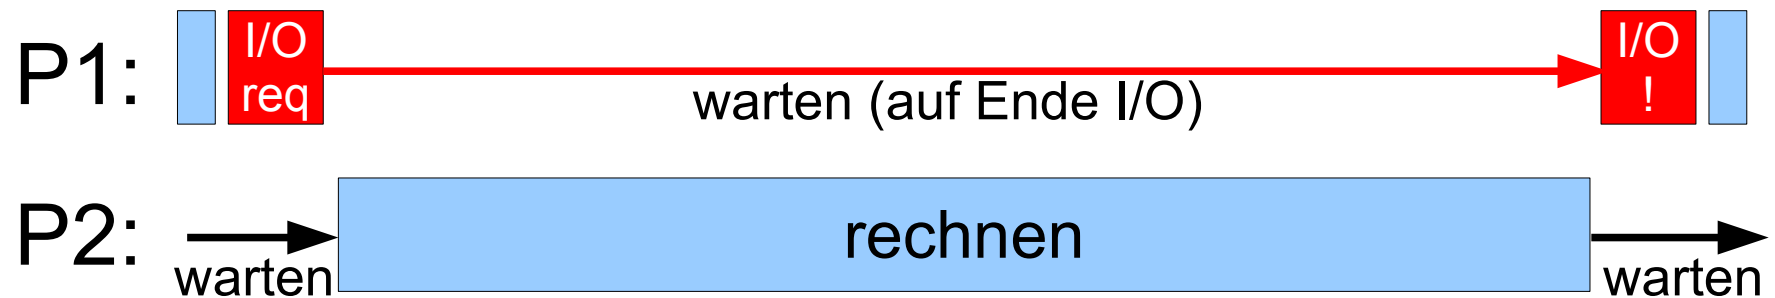 P1:
I/O
req
warten (auf Ende I/O)
I/O
!
P2:
warten
rechnen
warten